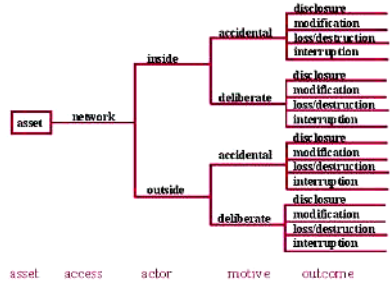 disclosure
accidental
modification
loss/destruction
inside
interruption
deliberate
disclosure
modification
loss/destruction
interruption
asset
network
accidental
disclosure
modification
loss/destruction
interruption
outside
deliberate
disclosure
modification
loss/destruction
interruption
asset access actor motive outcome